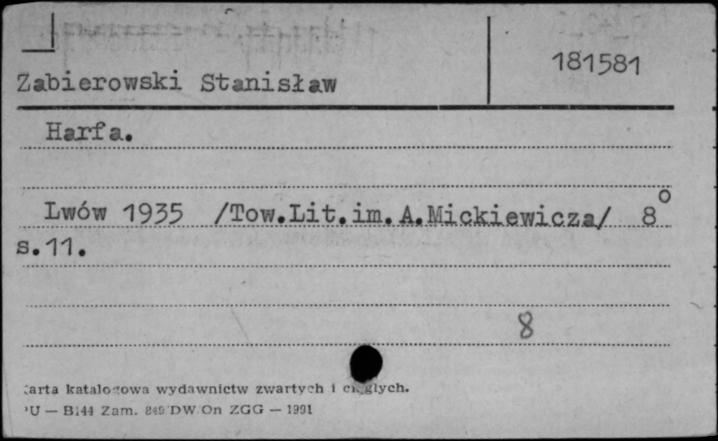 181581
Zabierowski Stanisław
Harfa.
Lwów 1935 /Tow.Lit.im.A.Mickiewicza/ 8°
s.11.
8
karta katalogowa wydawnictw zwartych i ciągłych.
PU — B144 Zam. DW On ZGG — 1991